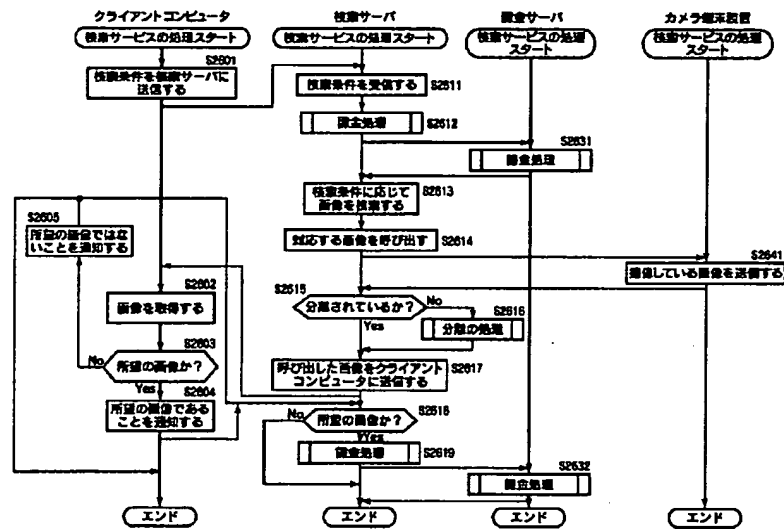 クライアントコンピュータ
検索サービスの処理スタート
S2601
検索条件を検索サーバに
送信する
S2605
所望の画像ではな
いことを通知する
S2602
画像を取得する
S2603
所望の画像か？
No
Yes
S2604
所望の画像である
ことを通知する
エンド
検索サーバ
検索サービスの処理スタート
検索条件を受信する
S2611
課金処理
S2612
検索条件に応じて
画像を検索する
S2613
対応する画像を呼び出す
S2614
S2615
分離されているか？
No
Yes
S2616
分離の処理
呼び出した画像をクライアント
コンピュータに送信する
S2617
所望の画像か？
S2618
No
Yes
課金処理
S2619
エンド
課金サーバ
検索サービスの処理
スタート
S2631
課金処理
S2632
課金処理
エンド
カメラ端末装置
検索サービスの処理
スタート
S2641
撮像している画像を送信する
エンド